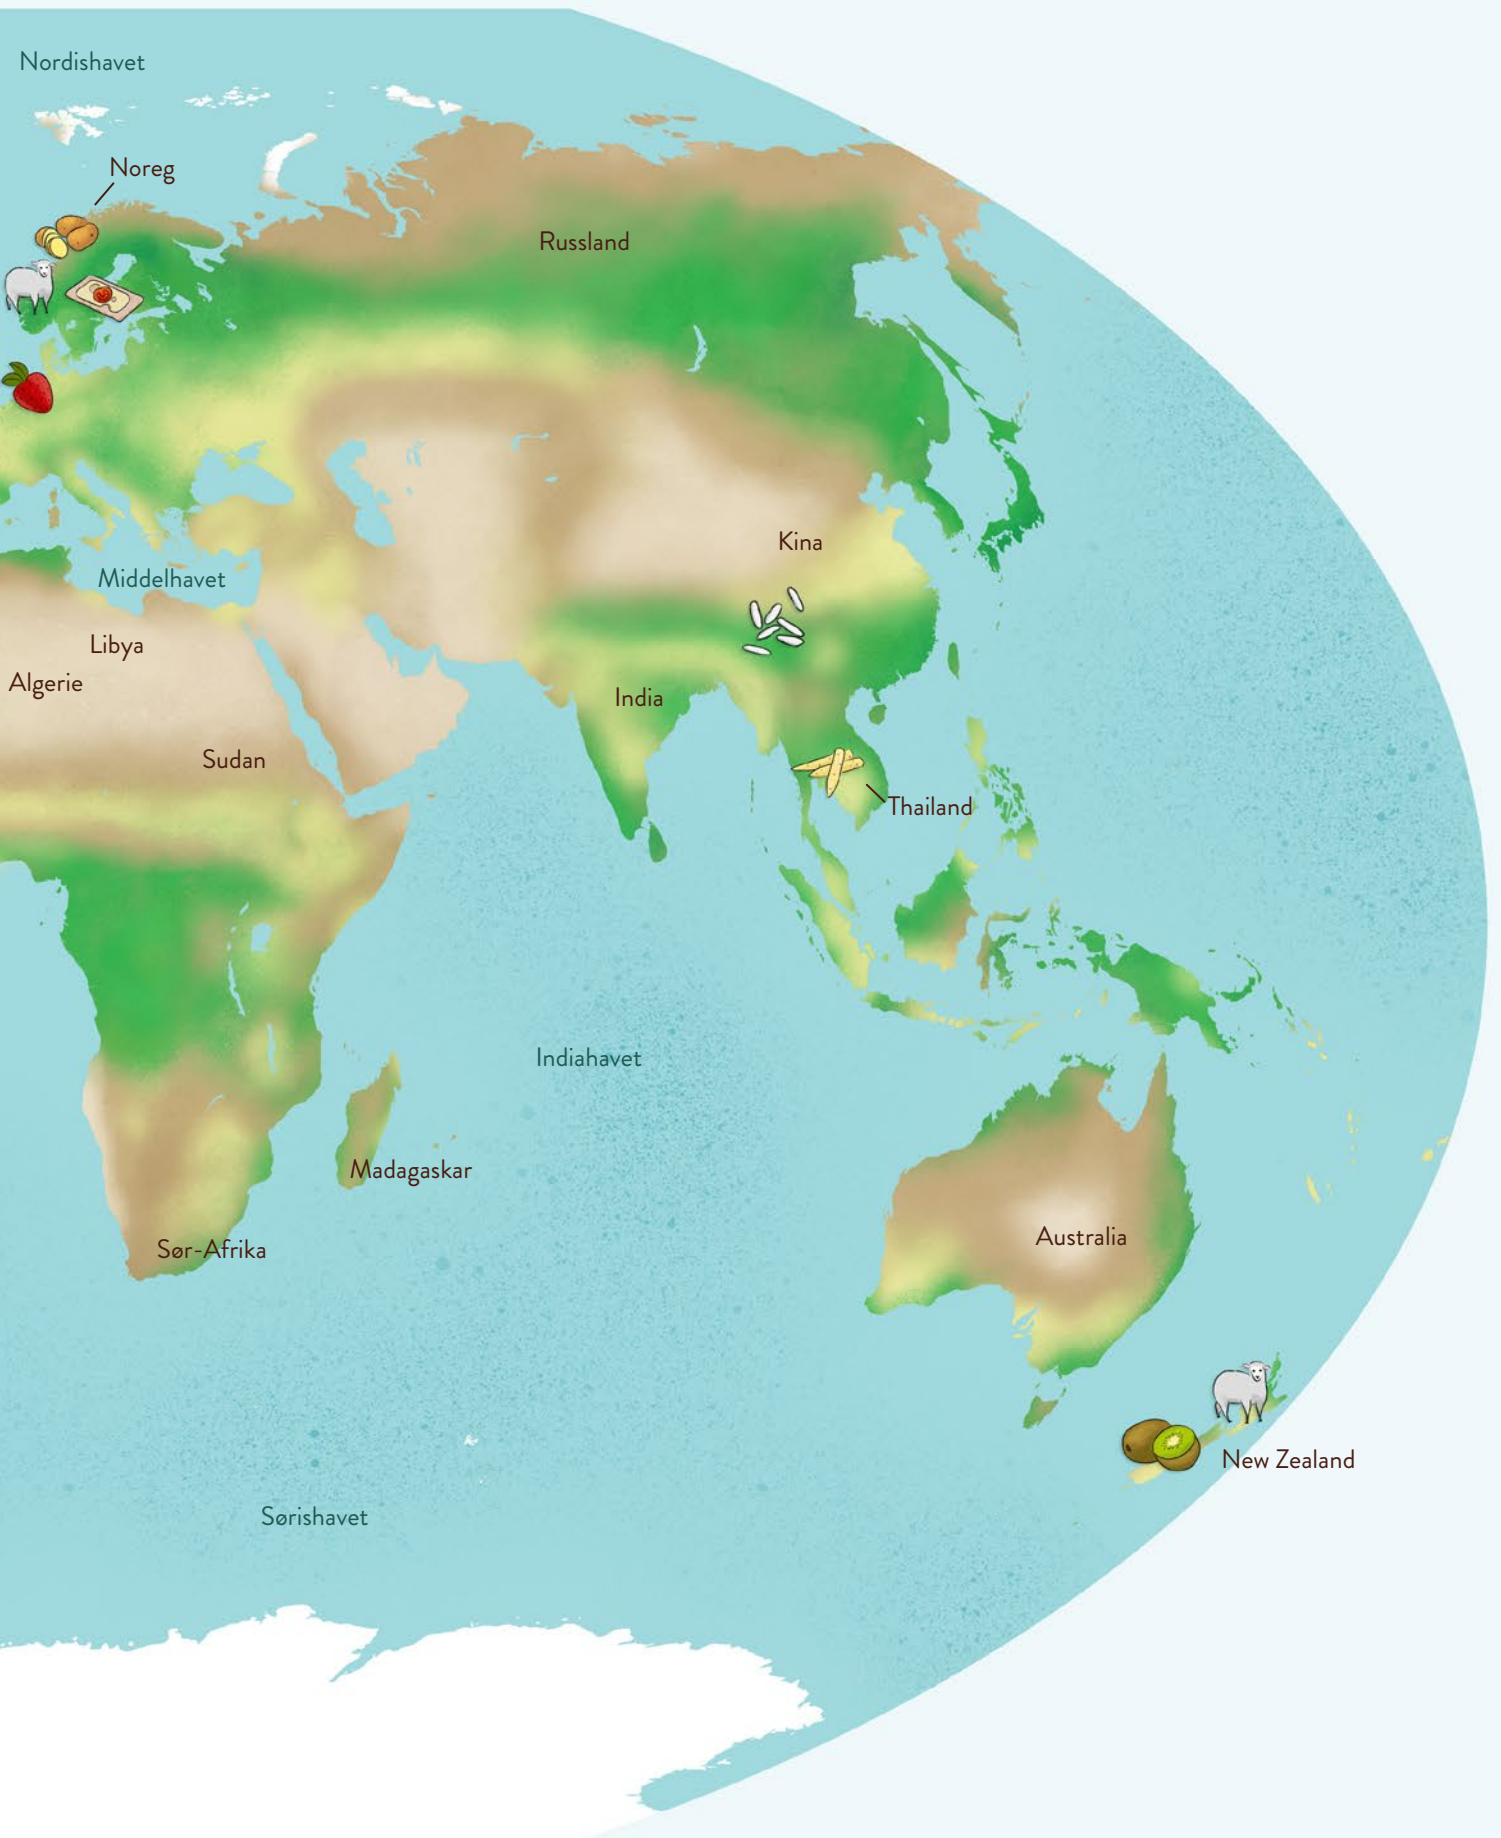 Nordishavet
Noreg
Russland
Kina
Middelhavet
Libya
Algerie
India
Sudan
Thailand
Indiahavet
Madagaskar
Australia
Sør-Afrika
New Zealand
Sørishavet